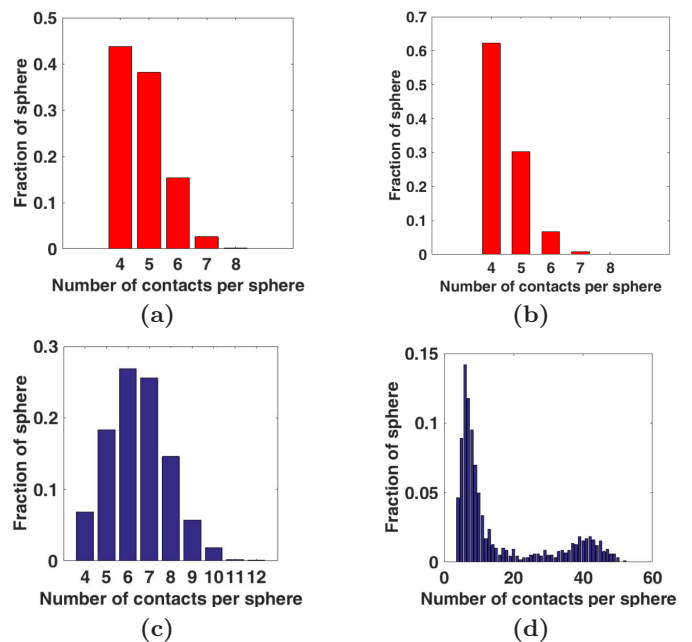 0.5
0.4
0.3
0.2
0.1
0
Fraction of sphere
4 5 6 7 8
Number of contacts per sphere
(a)
0.7
0.6
0.5
0.4
0.3
0.2
0.1
0
Fraction of sphere
4 5 6 7 8
Number of contacts per sphere
(b)
0.3
0.2
0.1
0
Fraction of sphere
4 5 6 7 8 9 10 11 12
Number of contacts per sphere
(c)
0.15
0.1
0.05
0
Fraction of sphere
0 20 40 60
Number of contacts per sphere
(d)